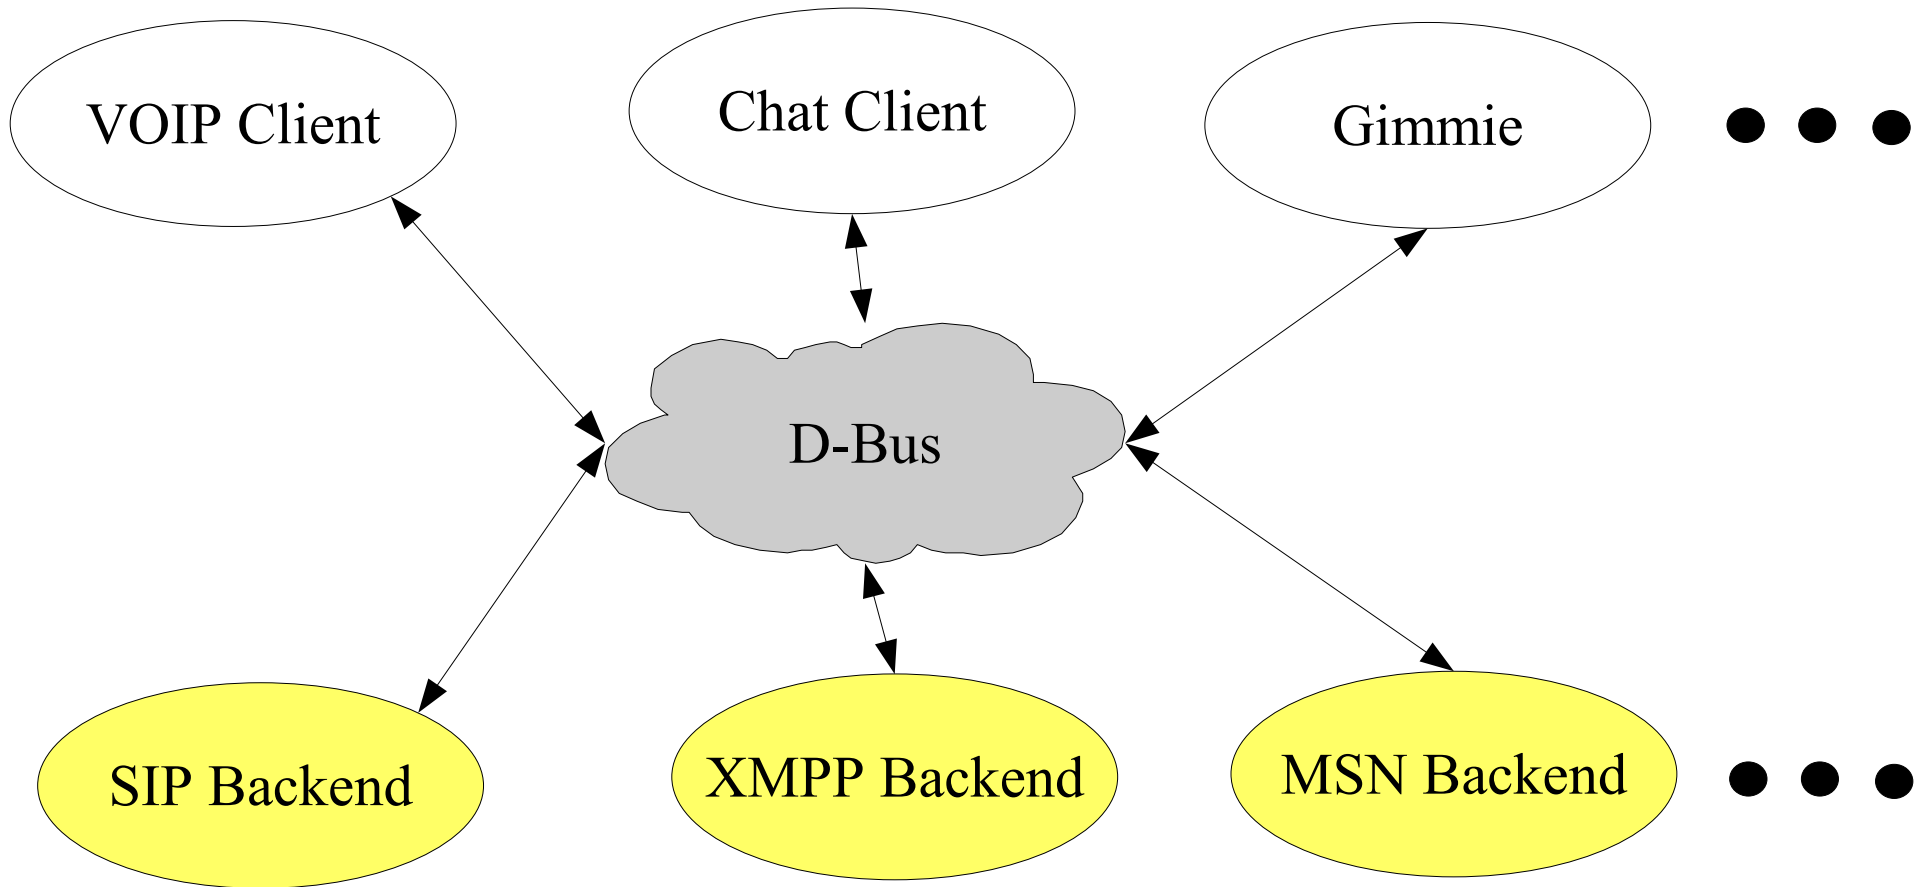 VOIP Client
Chat Client
Gimmie
D-Bus
SIP Backend
XMPP Backend
MSN Backend